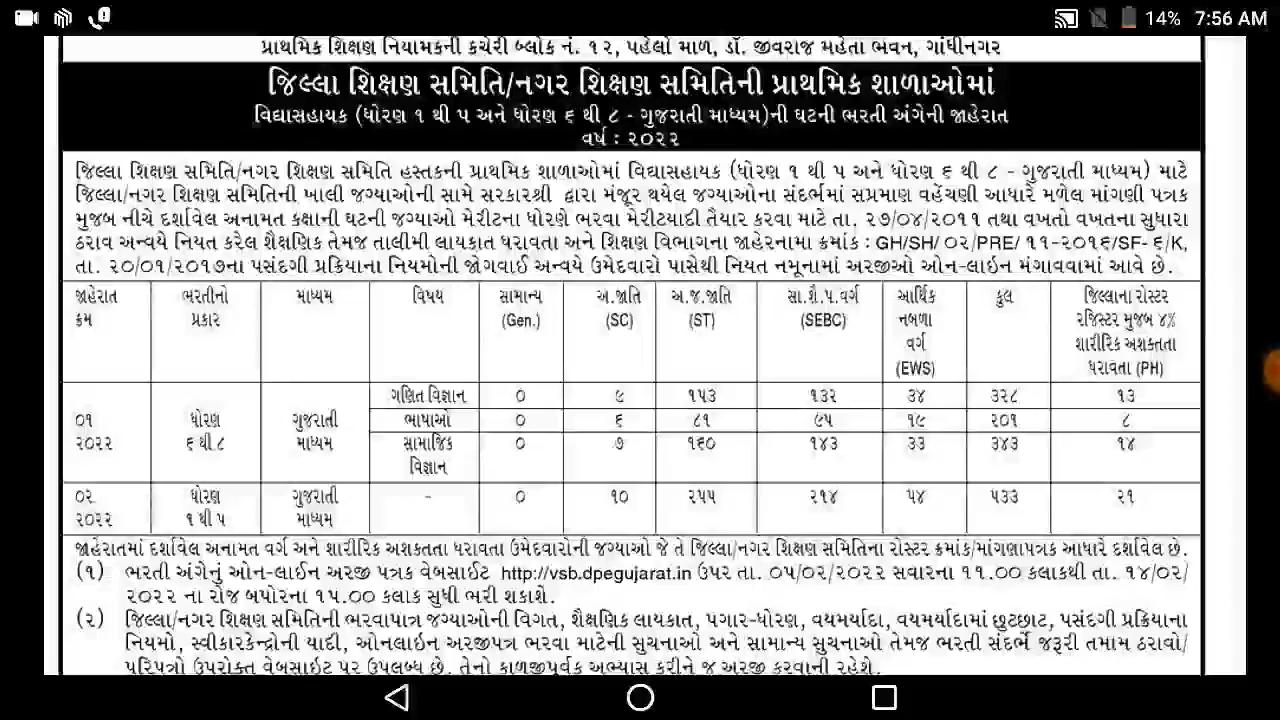 14% 7:56 AM
પ્રાથમિક શિક્ષણ નિયામકની કચેરી બ્લોક નં. ૧૨, પહેલો માળ, ડૉ. જીવરાજ મહેતા ભવન, ગાંધીનગર
જિલ્લા શિક્ષણ સમિતિ/નગર શિક્ષણ સમિતિની પ્રાથમિક શાળાઓમાં
વિદ્યાસહાયક (ધોરણ ૧ થી ૫ અને ધોરણ ૬ થી ૮ - ગુજરાતી માધ્યમ)ની ઘટની ભરતી અંગેની જાહેરાત
વર્ષ : ૨૦૨૨
જિલ્લા શિક્ષણ સમિતિ/નગર શિક્ષણ સમિતિ હસ્તકની પ્રાથમિક શાળાઓમાં વિદ્યાસહાયક (ધોરણ ૧ થી ૫ અને ધોરણ ૬ થી ૮ - ગુજરાતી માધ્યમ) માટે
જિલ્લા/નગર શિક્ષણ સમિતિની ખાલી જગ્યાઓની સામે સરકારશ્રી દ્વારા મંજૂર થયેલ જગ્યાઓના સંદર્ભમાં સપ્રમાણ વહેંચણી આધારે મળેલ માંગણી પત્રક
મુજબ નીચે દર્શાવેલ અનામત કક્ષાની ઘટની જગ્યાઓ મેરીટના ધોરણે ભરવા મેરીટયાદી તૈયાર કરવા માટે તા. ૨૭/૦૪/૨૦૧૧ તથા વખતો વખતના સુધારા
ઠરાવ અન્વયે નિયત કરેલ શૈક્ષણિક તેમજ તાલીમી લાયકાત ધરાવતા અને શિક્ષણ વિભાગના જાહેરનામા ક્રમાંક : GH/SH/૦૨/PRE/૧૧-૨૦૧૬/SF-૬/K,
તા. ૨૦/૦૧/૨૦૧૭ના પસંદગી પ્રક્રિયાના નિયમોની જોગવાઈ અન્વયે ઉમેદવારો પાસેથી નિયત નમૂનામાં અરજીઓ ઓન-લાઇન મંગાવવામાં આવે છે.
જાહેરાત ભરતીનો માધ્યમ વિષય સામાન્ય અ.જાતિ અ.જ.જાતિ સા.શૈ.પ.વર્ગ આર્થિક કુલ જિલ્લાના રોસ્ટર
ક્રમ પ્રકાર (Gen.) (SC) (ST) (SEBC) નબળા રજિસ્ટર મુજબ ૪%
વર્ગ શારીરિક અશક્તતા
(EWS) ધરાવતા (PH)
ગણિત વિજ્ઞાન ૦ ૯ ૧૫૩ ૧૩૨ ૩૪ ૩૨૮ ૧૩
૦૧ ધોરણ ગુજરાતી ભાષાઓ ૦ ૬ ૮૧ ૯૫ ૧૯ ૨૦૧ ૮
૨૦૨૨ ૬ થી ૮ માધ્યમ સામાજિક ૦ ૭ ૧૬૦ ૧૪૩ ૩૩ ૩૪૩ ૧૪
વિજ્ઞાન
૦૨ ધોરણ ગુજરાતી - ૦ ૧૦ ૨૫૫ ૨૧૪ ૫૪ ૫૩૩ ૨૧
૨૦૨૨ ૧ થી ૫ માધ્યમ
જાહેરાતમાં દર્શાવેલ અનામત વર્ગ અને શારીરિક અશક્તતા ધરાવતા ઉમેદવારોની જગ્યાઓ જે તે જિલ્લા/નગર શિક્ષણ સમિતિના રોસ્ટર ક્રમાંક/માંગણાપત્રક આધારે દર્શાવેલ છે.
(૧) ભરતી અંગેનું ઓન-લાઈન અરજી પત્રક વેબસાઈટ http://vsb.dpegujarat.in ઉપર તા. ૦૫/૦૨/૨૦૨૨ સવારના ૧૧.૦૦ કલાકથી તા. ૧૪/૦૨/
૨૦૨૨ ના રોજ બપોરના ૧૫.૦૦ કલાક સુધી ભરી શકાશે.
(૨) જિલ્લા/નગર શિક્ષણ સમિતિની ભરવાપાત્ર જગ્યાઓની વિગત, શૈક્ષણિક લાયકાત, પગાર-ધોરણ, વયમર્યાદા, વયમર્યાદામાં છુટછાટ, પસંદગી પ્રક્રિયાના
નિયમો, સ્વીકારકેન્દ્રોની યાદી, ઓનલાઇન અરજીપત્ર ભરવા માટેની સુચનાઓ અને સામાન્ય સુચનાઓ તેમજ ભરતી સંદર્ભે જરૂરી તમામ ઠરાવો/
પરિપત્રો ઉપરોક્ત વેબસાઈટ પર ઉપલબ્ધ છે. તેનો કાળજીપૂર્વક અભ્યાસ કરીને જ અરજી કરવાની રહેશે.